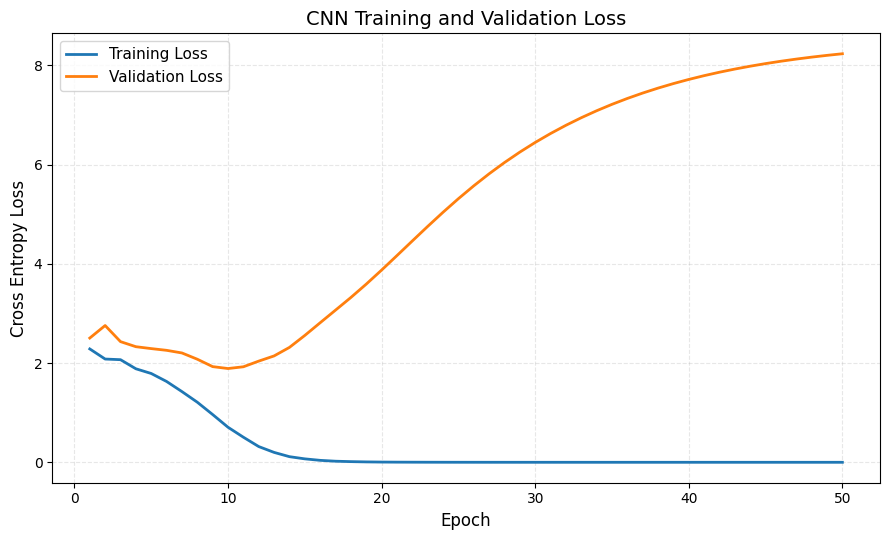 CNN Training and Validation Loss
Training Loss
Validation Loss
Cross Entropy Loss
8
6
4
2
0
0 10 20 30 40 50
Epoch